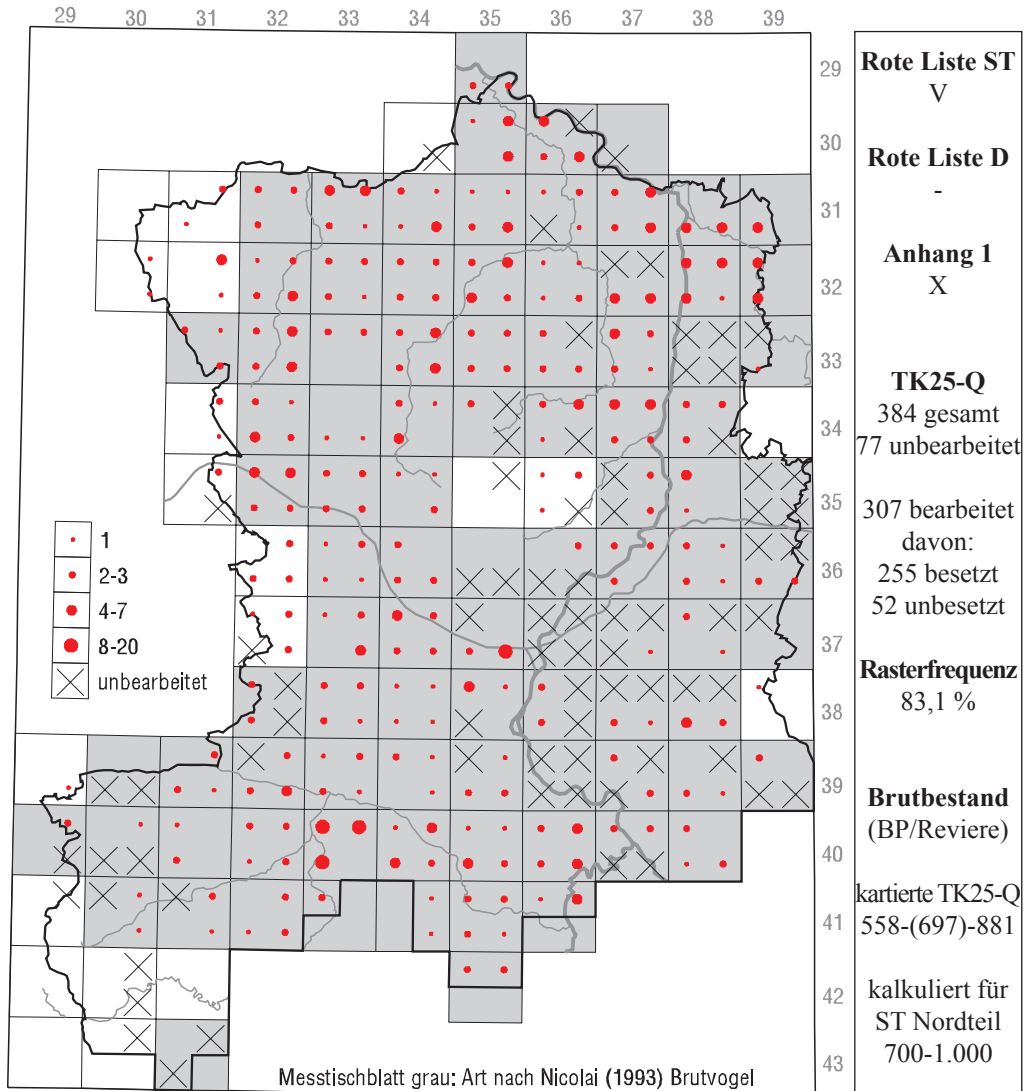 29 30 31 32 33 34 35 36 37 38 39
29
30
31
32
33
34
35
36
37
38
39
40
41
42
43
1
2-3
4-7
8-20
unbearbeitet
Messtischblatt grau: Art nach Nicolai (1993) Brutvogel
Rote Liste ST
V
Rote Liste D
-
Anhang 1
X
TK25-Q
384 gesamt
77 unbearbeitet
307 bearbeitet
davon:
255 besetzt
52 unbesetzt
Rasterfrequenz
83,1 %
Brutbestand
(BP/Reviere)
kartierte TK25-Q
558-(697)-881
kalkuliert für
ST Nordteil
700-1.000